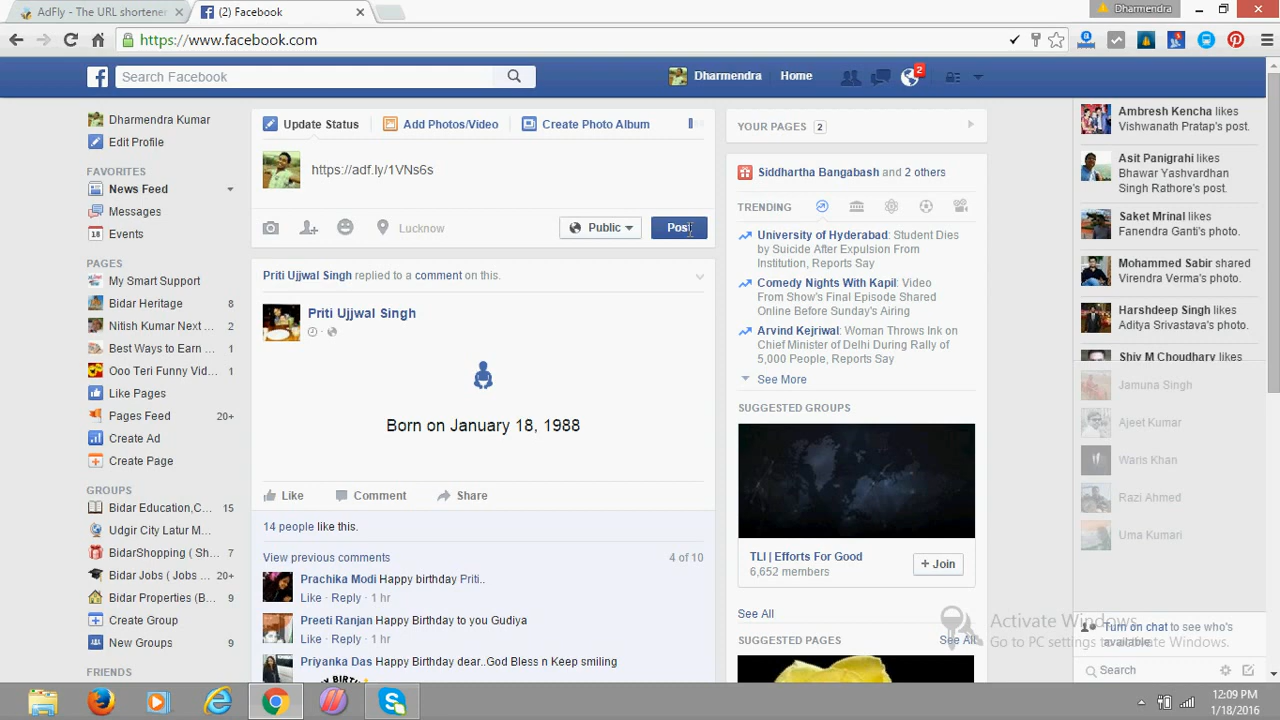 AdFly - The URL shortener
(2) Facebook
Dharmendra
https://www.facebook.com
Search Facebook
Dharmendra
Home
2
Dharmendra Kumar
Edit Profile
FAVORITES
News Feed
Messages
18 Events
PAGES
My Smart Support
Bidar Heritage 8
Nitish Kumar Next ... 2
Best Ways to Earn ... 1
Ooo Teri Funny Vid... 1
Like Pages
Pages Feed 20+
Create Ad
Create Page
GROUPS
Bidar Education,C... 15
Udgir City Latur M...
BidarShopping ( Sh... 7
Bidar Jobs ( Jobs ... 20+
Bidar Properties (B... 9
Create Group
New Groups 9
FRIENDS
Update Status
Add Photos/Video
Create Photo Album
https://adf.ly/1VNs6s
Lucknow
Public
Post
Priti Ujjwal Singh replied to a comment on this.
Priti Ujjwal Singh
Born on January 18, 1988
Like
Comment
Share
14 people like this.
View previous comments
4 of 10
Prachika Modi Happy birthday Priti..
Like · Reply · 1 hr
Preeti Ranjan Happy Birthday to you Gudiya
Like · Reply · 1 hr
Priyanka Das Happy Birthday dear..God Bless n Keep smiling
YOUR PAGES 2
Siddhartha Bangabash and 2 others
TRENDING
University of Hyderabad: Student Dies
by Suicide After Expulsion From
Institution, Reports Say
Comedy Nights With Kapil: Video
From Show's Final Episode Shared
Online Before Sunday's Airing
Arvind Kejriwal: Woman Throws Ink on
Chief Minister of Delhi During Rally of
5,000 People, Reports Say
See More
SUGGESTED GROUPS
TLI | Efforts For Good
6,652 members
+ Join
See All
SUGGESTED PAGES
See All
Ambresh Kencha likes
Vishwanath Pratap's post.
Asit Panigrahi likes
Bhawar Yashvardhan
Singh Rathore's post.
Saket Mrinal likes
Fanendra Garg's photo.
Mohammed Sabir shared
Virendra Verma's photo.
Harshdeep Singh likes
Aditya Srivastava's photo.
Shiv M Choudhary likes
Jamuna Singh
Ajeet Kumar
Waris Khan
Razi Ahmed
Uma Kumari
Activate Windows
Go to PC settings to activate Windows.
Turn on chat to see who's
available.
Search
12:09 PM
1/18/2016